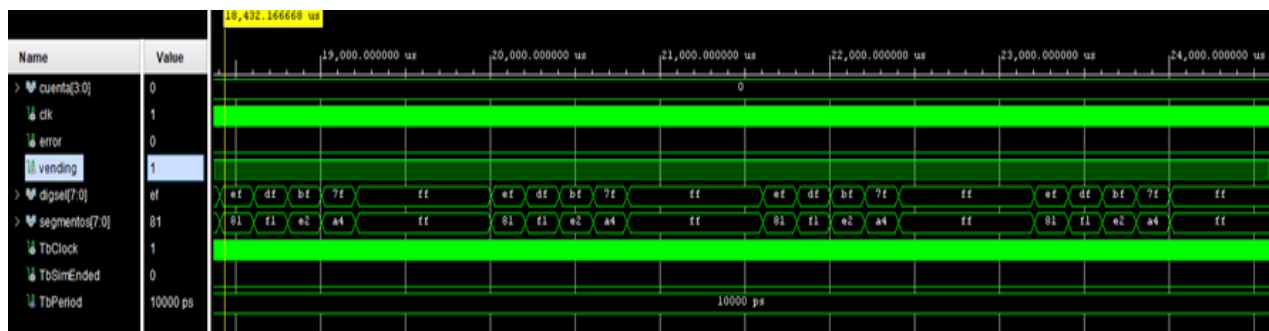 18,432.166668 us
Name Value
19,000.000000 us 20,000.000000 us 21,000.000000 us 22,000.000000 us 23,000.000000 us 24,000.000000 us
cuenta[3:0] 0 0
clk 1
error 0
vending 1
digsel[7:0] ef ef df bf 7f ff ef df bf 7f ff ef df bf 7f ff ef df bf 7f ff
segmentos[7:0] 81 81 f1 e2 a4 ff 81 f1 e2 a4 ff 81 f1 e2 a4 ff 81 f1 e2 a4 ff
TbClock 1
TbSimEnded 0
TbPeriod 10000 ps 10000 ps